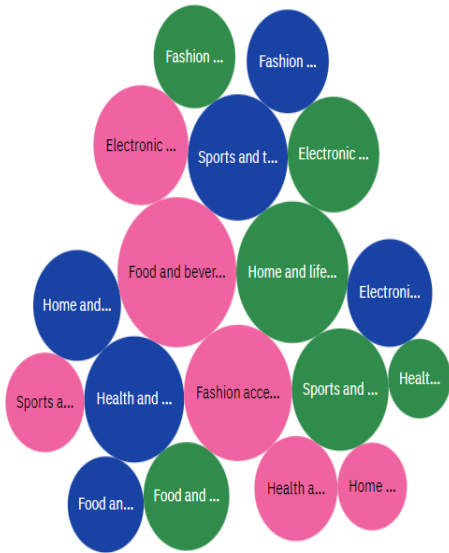 Fashion ...
Fashion ...
Electronic ...
Sports and t...
Electronic ...
Food and bever...
Home and life...
Home and...
Electroni...
Sports a...
Health and ...
Fashion acce...
Sports and ...
Healt...
Food an...
Food and ...
Health a...
Home ...